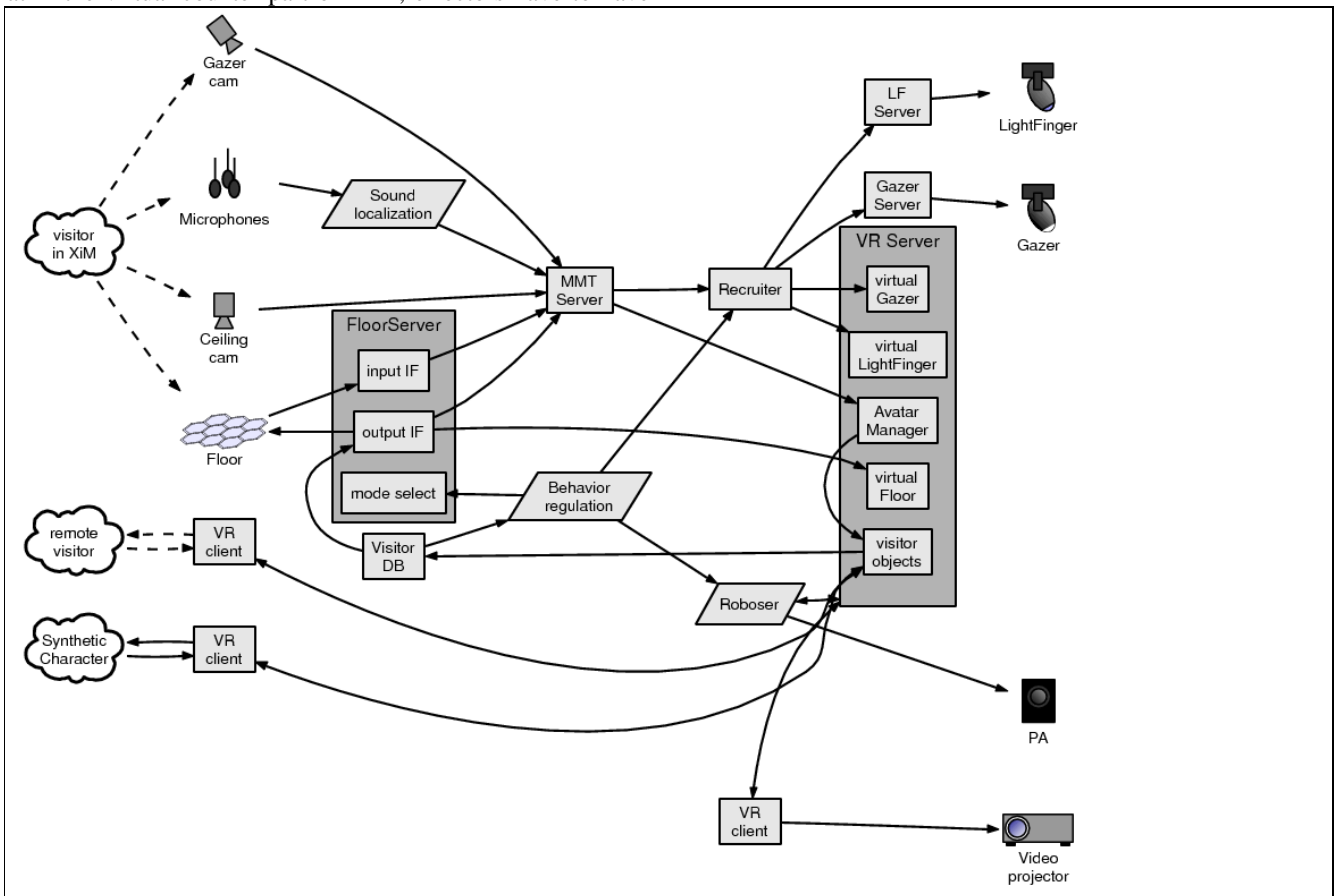 Gazer
cam
LF
Server
LightFinger
Microphones
Sound
localization
Gazer
Server
Gazer
visitor
in XiM
VR Server
MMT
Server
Recruiter
virtual
Gazer
Ceiling
cam
FloorServer
input IF
virtual
LightFinger
output IF
Avatar
Manager
Floor
mode select
Behavior
regulation
virtual
Floor
remote
visitor
VR
client
Visitor
DB
visitor
objects
Roboser
Synthetic
Character
VR
client
PA
VR
client
Video
projector